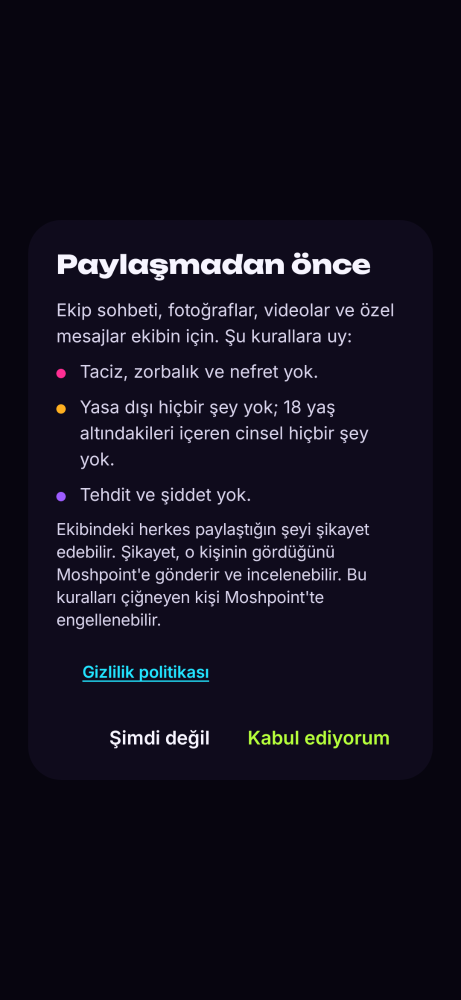 Paylaşmadan önce
Ekip sohbeti, fotoğraflar, videolar ve özel
mesajlar ekibin için. Şu kurallara uy:
Taciz, zorbalık ve nefret yok.
Yasa dışı hiçbir şey yok; 18 yaş
altındakileri içeren cinsel hiçbir şey
yok.
Tehdit ve şiddet yok.
Ekibindeki herkes paylaştığın şeyi şikayet
edebilir. Şikayet, o kişinin gördüğünü
Moshpoint'e gönderir ve incelenebilir. Bu
kuralları çiğneyen kişi Moshpoint'te
engellenebilir.
Gizlilik politikası
Şimdi değil
Kabul ediyorum